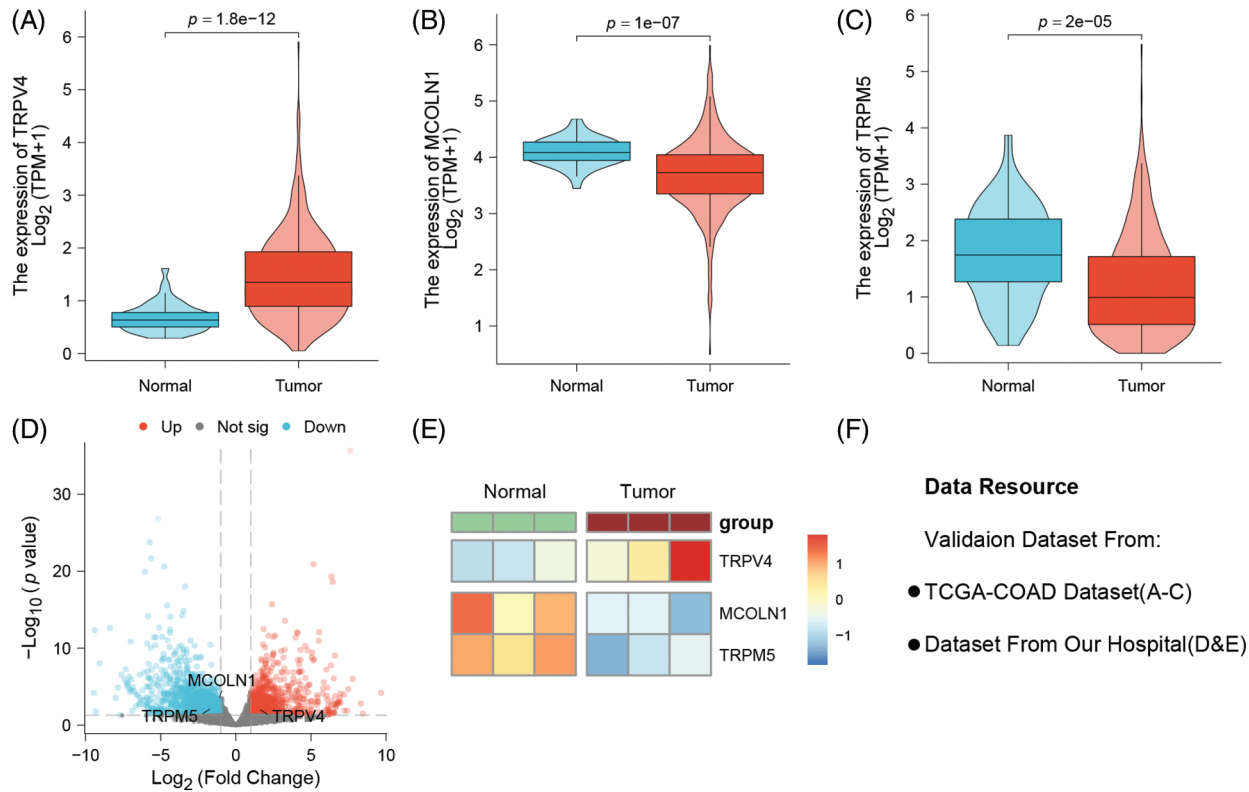 (A)
p = 1.8e−12
The expression of TRPV4
Log2 (TPM+1)
6
5
4
3
2
1
0
Normal
Tumor
(B)
p = 1e−07
The expression of MCOLN1
Log2 (TPM+1)
6
5
4
3
2
1
Normal
Tumor
(C)
p = 2e−05
The expression of TRPM5
Log2 (TPM+1)
6
5
4
3
2
1
0
Normal
Tumor
(D)
Up
Not sig
Down
−Log10 (p value)
30
20
10
0
MCOLN1
TRPM5
TRPV4
−10
−5
0
5
10
Log2 (Fold Change)
(E)
Normal
Tumor
group
TRPV4
MCOLN1
TRPM5
1
0
−1
(F)
Data Resource
Validaion Dataset From:
● TCGA-COAD Dataset(A-C)
● Dataset From Our Hospital(D&E)